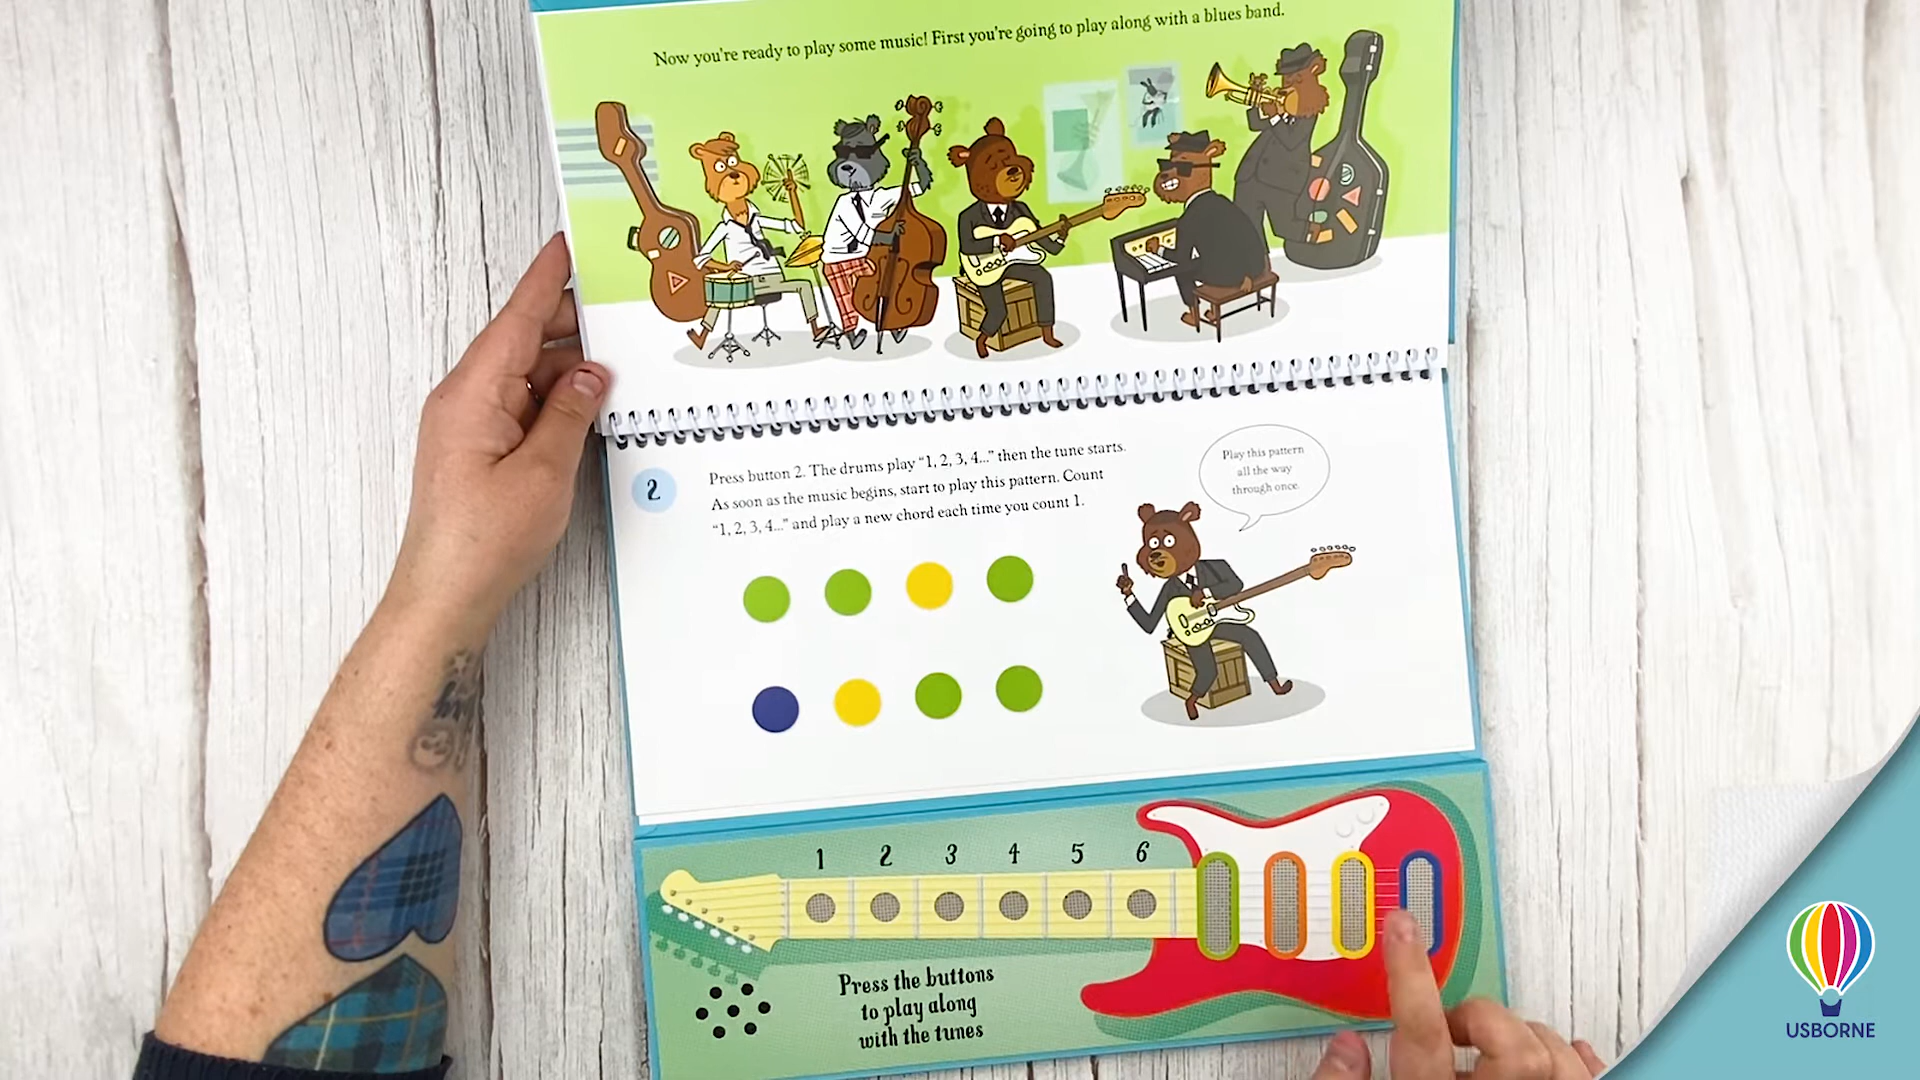 Now you're ready to play some music! First you're going to play along with a blues band.
2
Press button 2. The drums play “1, 2, 3, 4...” then the tune starts.
As soon as the music begins, start to play this pattern. Count
“1, 2, 3, 4...” and play a new chord each time you count 1.
Play this pattern
all the way
through once.
1 2 3 4 5 6
Press the buttons
to play along
with the tunes
USBORNE